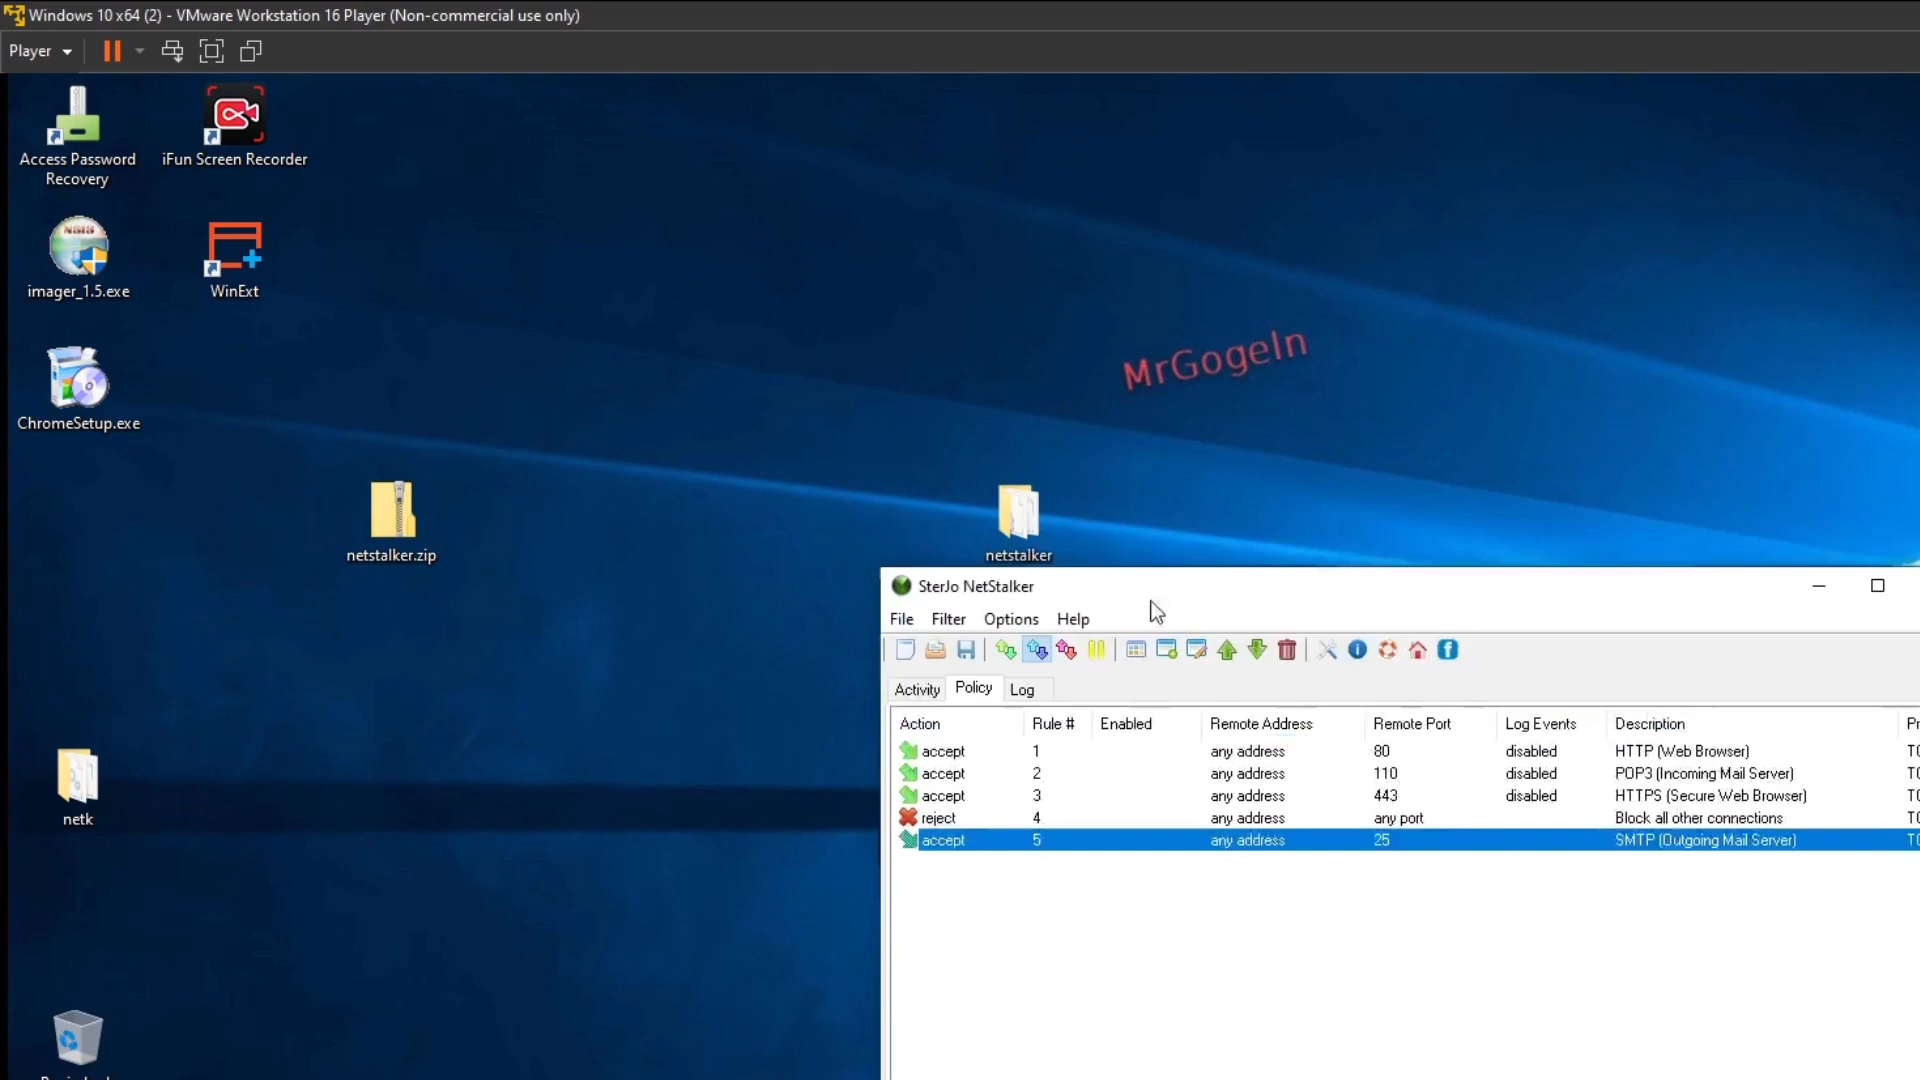 Windows 10 x64 (2) - VMware Workstation 16 Player (Non-commercial use only)
Player
Access Password
Recovery
iFun Screen Recorder
NSIS
imager_1.5.exe
WinExt
ChromeSetup.exe
MrGogeIn
netstalker.zip
netstalker
netk
SterJo NetStalker
File Filter Options Help
Activity Policy Log
Action Rule # Enabled Remote Address Remote Port Log Events Description
accept 1 any address 80 disabled HTTP (Web Browser)
accept 2 any address 110 disabled POP3 (Incoming Mail Server)
accept 3 any address 443 disabled HTTPS (Secure Web Browser)
reject 4 any address any port Block all other connections
accept 5 any address 25 SMTP (Outgoing Mail Server)